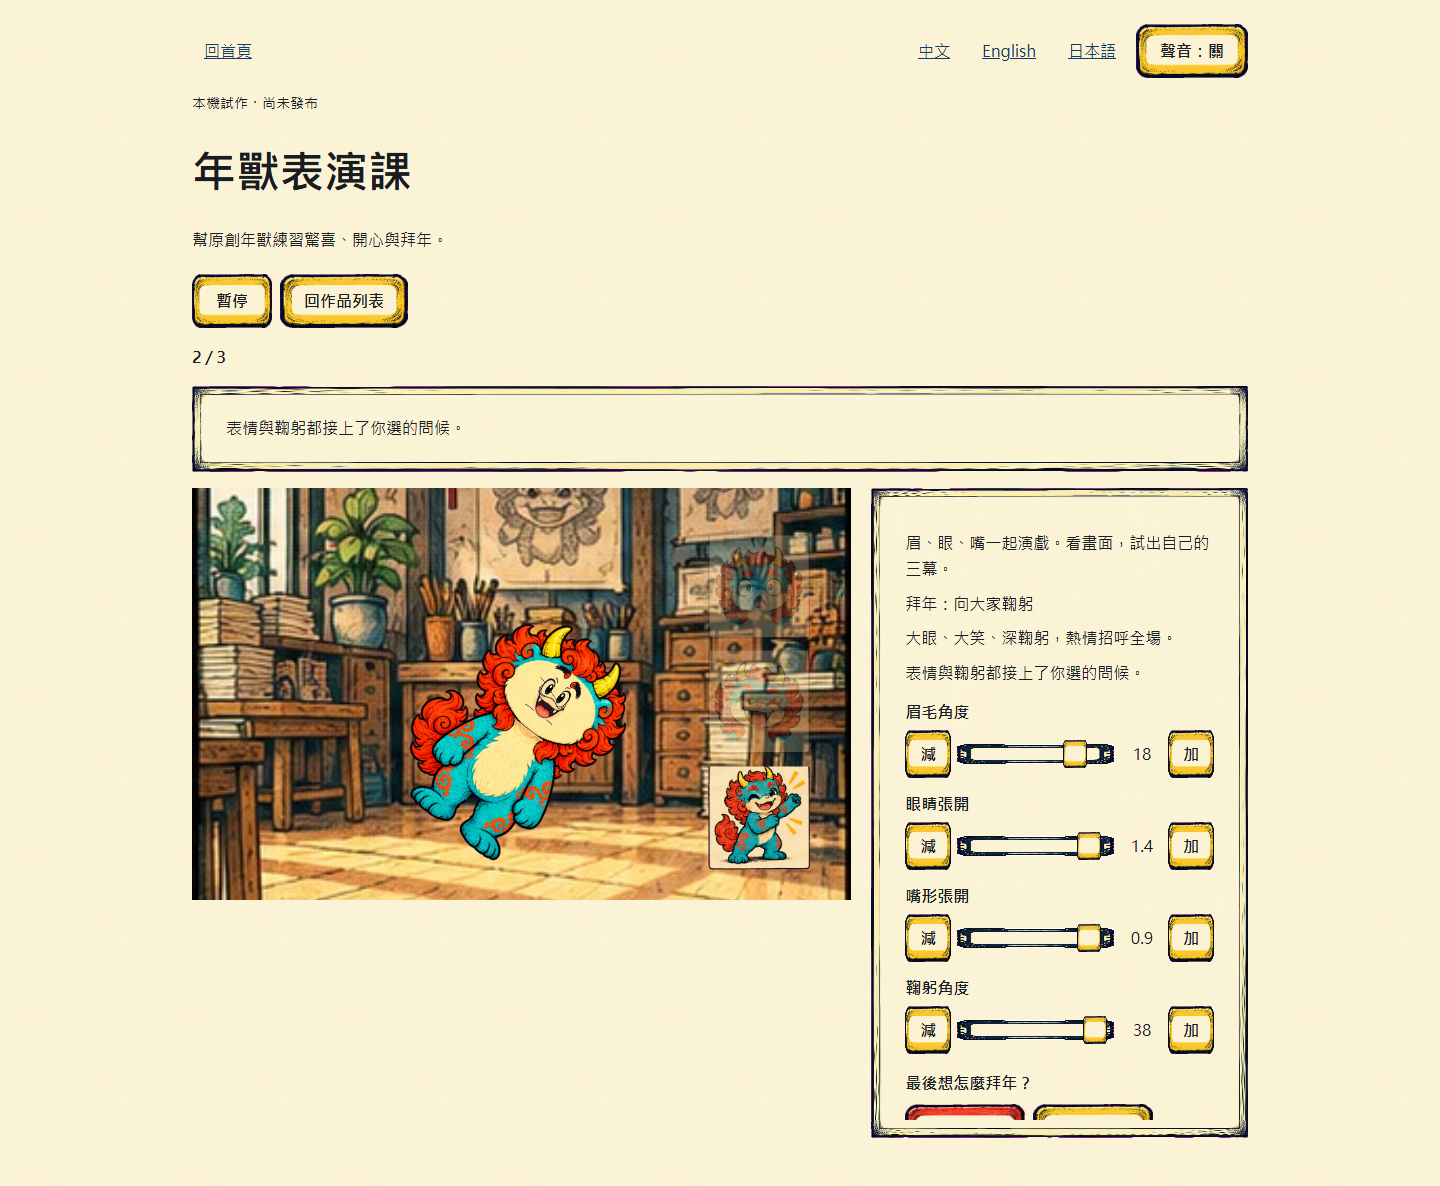 回首頁
中文
English
日本語
聲音：關
本機試作・尚未發布
年獸表演課
幫原創年獸練習驚喜、開心與拜年。
暫停
回作品列表
2 / 3
表情與鞠躬都接上了你選的問候。
眉、眼、嘴一起演戲。看畫面，試出自己的
三幕。
拜年：向大家鞠躬
大眼、大笑、深鞠躬，熱情招呼全場。
表情與鞠躬都接上了你選的問候。
眉毛角度
減
18
加
眼睛張開
減
1.4
加
嘴形張開
減
0.9
加
鞠躬角度
減
38
加
最後想怎麼拜年？